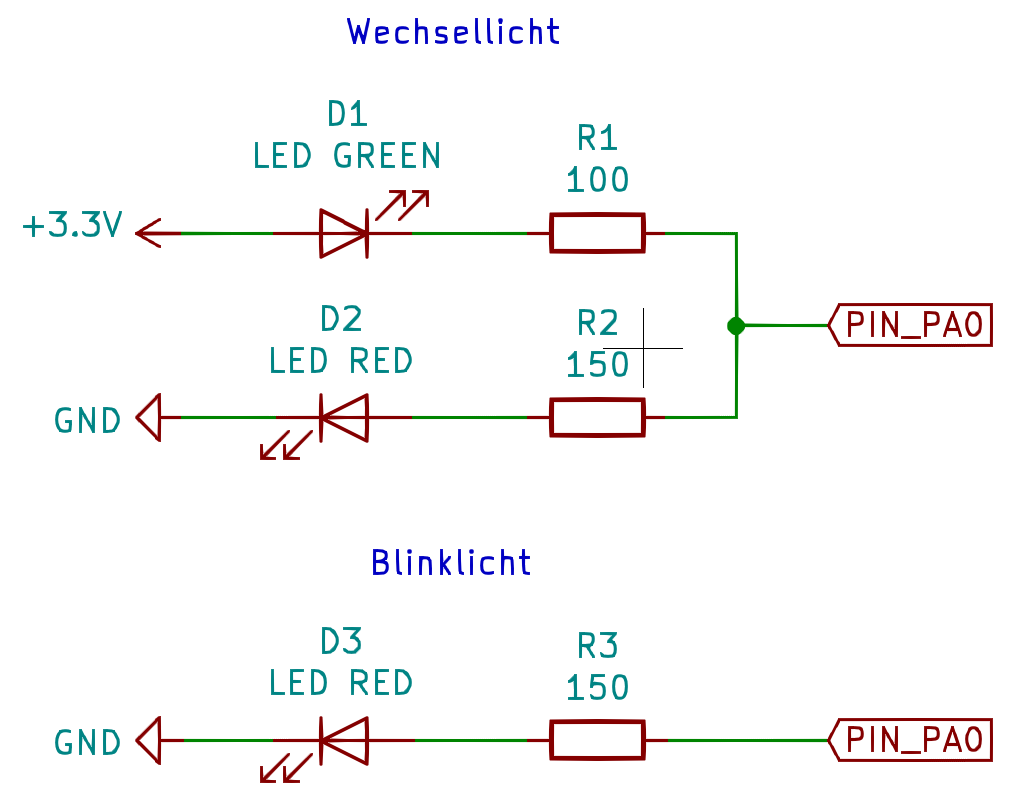 Wechsellicht
D1
LED GREEN
R1
100
+3.3V
D2
LED RED
R2
150
PIN_PA0
GND
Blinklicht
D3
LED RED
R3
150
GND
PIN_PA0